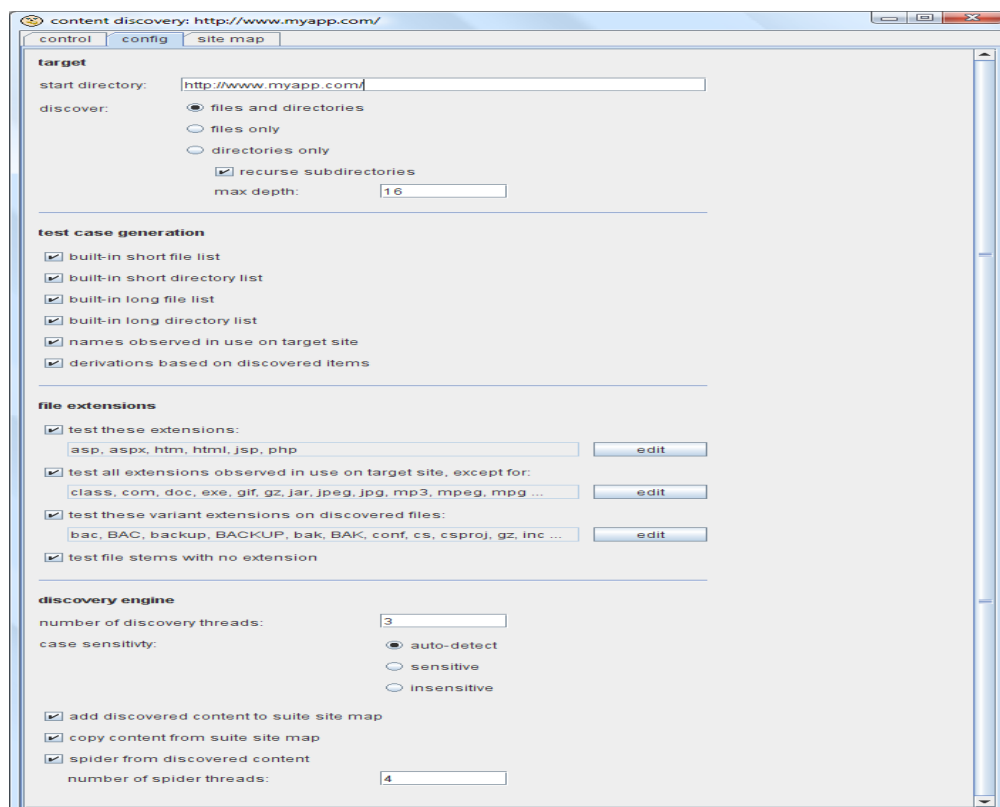 content discovery: http://www.myapp.com/
control config site map
target
start directory: http://www.myapp.com/
discover: files and directories
files only
directories only
recurse subdirectories
max depth: 16
test case generation
built-in short file list
built-in short directory list
built-in long file list
built-in long directory list
names observed in use on target site
derivations based on discovered items
file extensions
test these extensions:
asp, aspx, htm, html, jsp, php edit
test all extensions observed in use on target site, except for:
class, com, doc, exe, gif, gz, jar, jpeg, jpg, mp3, mpeg, mpg ... edit
test these variant extensions on discovered files:
bac, BAC, backup, BACKUP, bak, BAK, conf, cs, csproj, gz, inc ... edit
test file stems with no extension
discovery engine
number of discovery threads: 3
case sensitivty: auto-detect
sensitive
insensitive
add discovered content to suite site map
copy content from suite site map
spider from discovered content
number of spider threads: 4